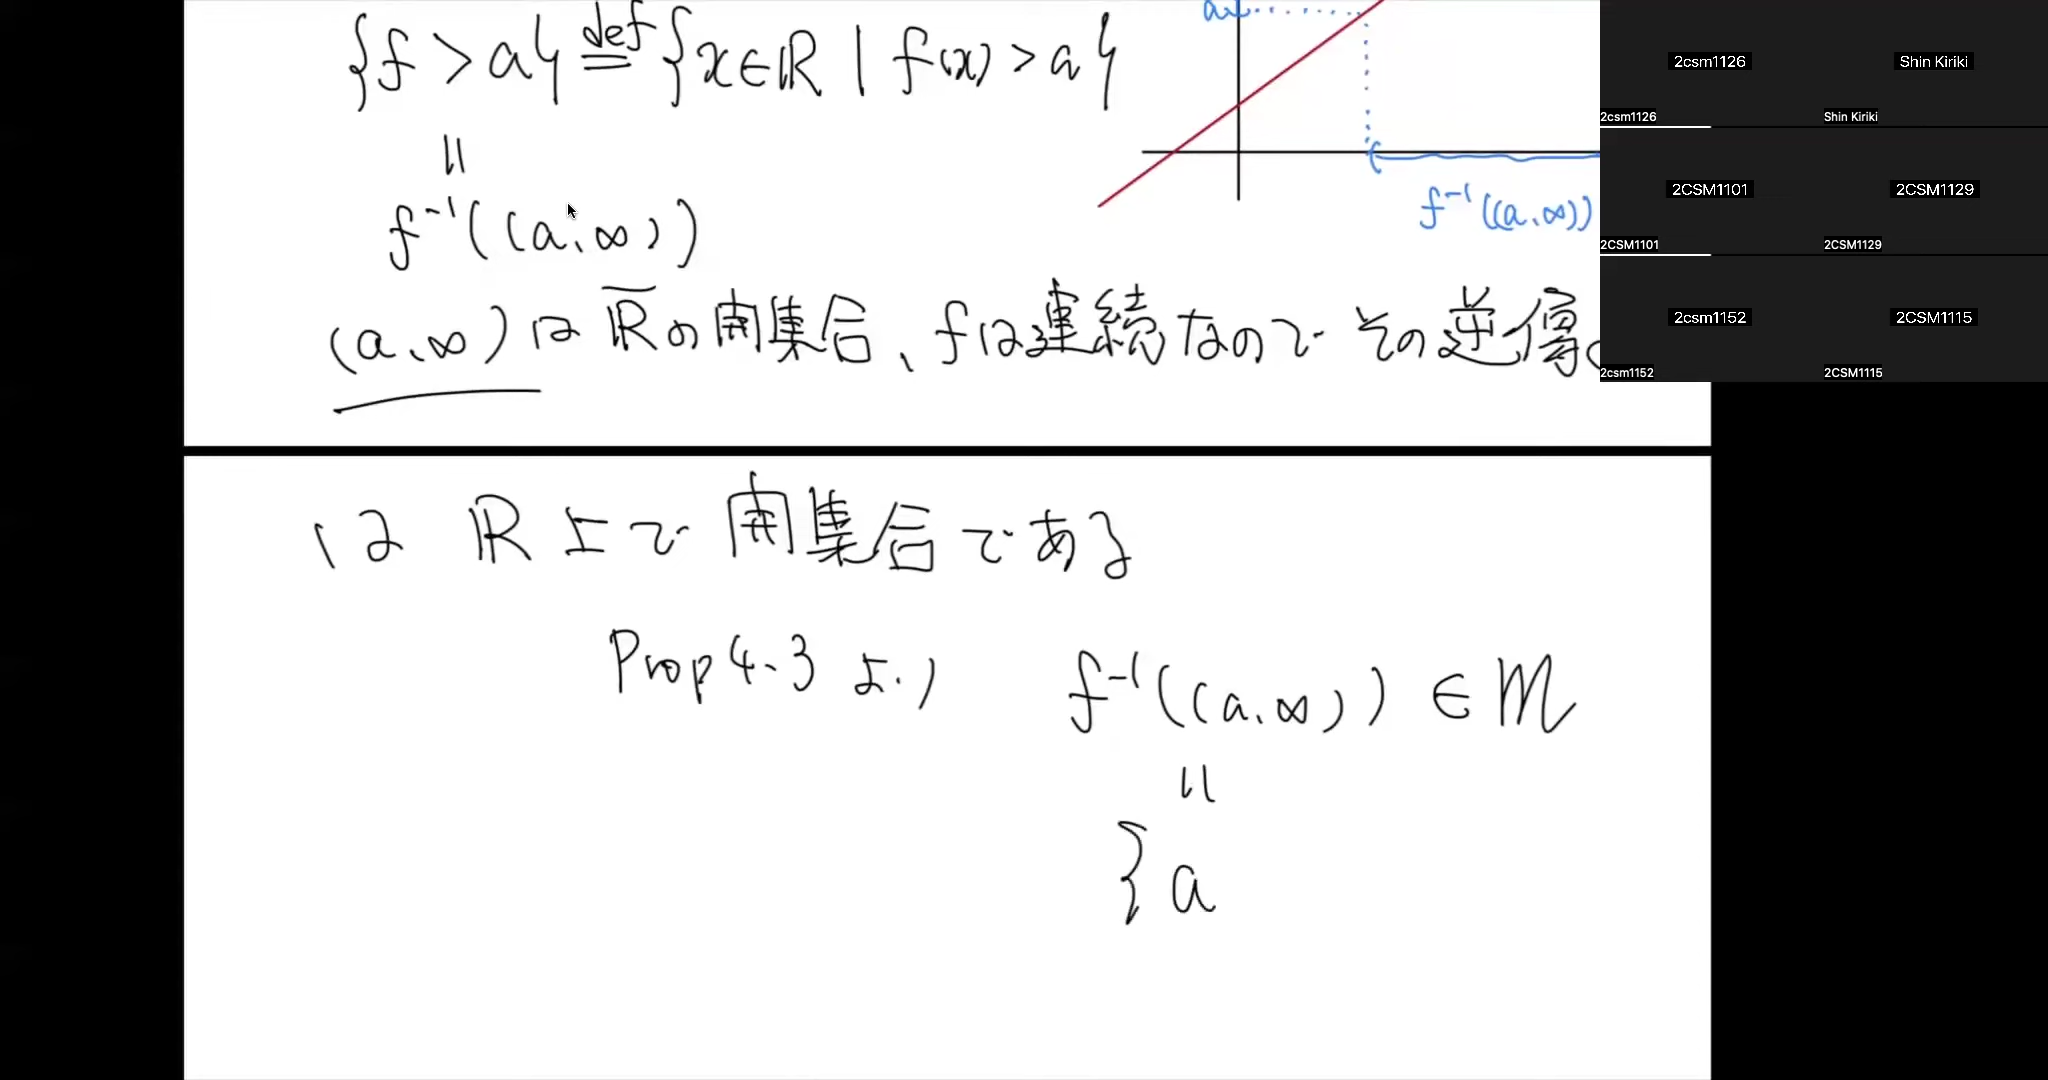 {f > a} def= {x∈ℝ | f(x) > a}
||
f⁻¹((a, ∞))
a
f⁻¹((a, ∞))
(a, ∞) は ℝ̅ の開集合、fは連続なので その逆像
は ℝ上で 開集合である
Prop 4.3 より f⁻¹((a, ∞)) ∈ 𝓜
||
{ a
2csm1126
Shin Kiriki
2csm1126
Shin Kiriki
2CSM1101
2CSM1129
2CSM1101
2CSM1129
2csm1152
2CSM1115
2csm1152
2CSM1115